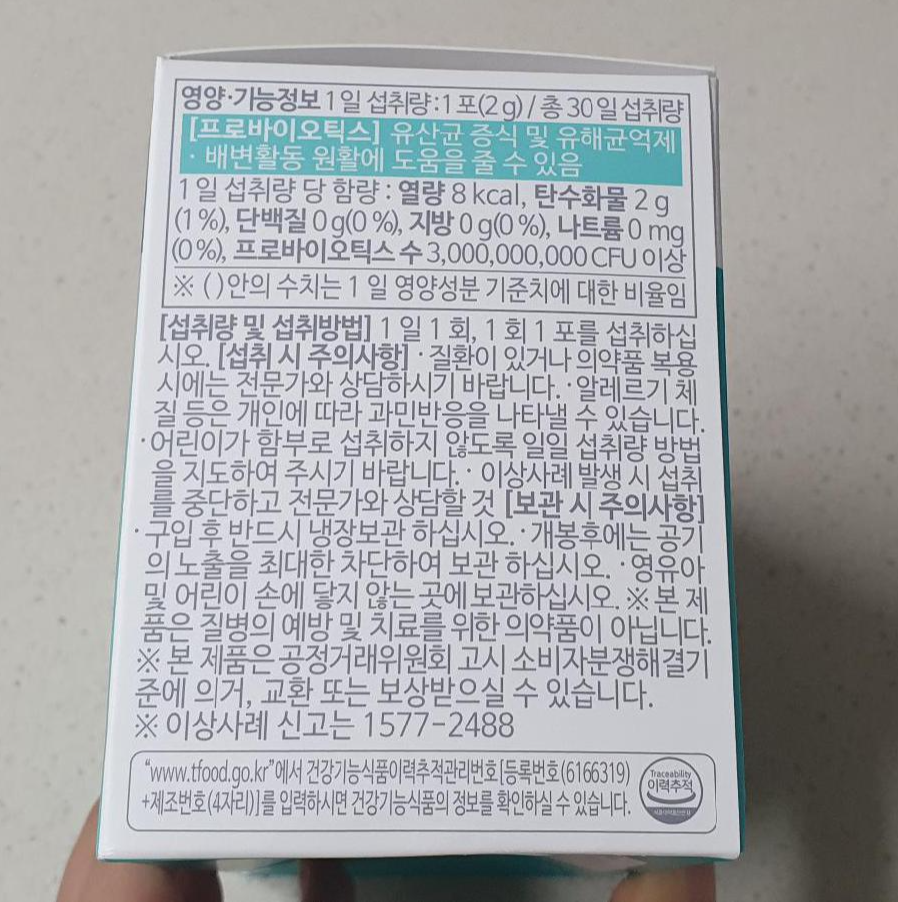 영양·기능정보 1일 섭취량:1포(2g)/총 30일 섭취량
[프로바이오틱스] 유산균 증식 및 유해균억제
· 배변활동 원활에 도움을 줄 수 있음
1일 섭취량 당 함량 : 열량 8 kcal, 탄수화물 2 g
(1%), 단백질 0 g(0%), 지방 0 g(0%), 나트륨 0 mg
(0%), 프로바이오틱스 수 3,000,000,000 CFU 이상
※ ( )안의 수치는 1일 영양성분 기준치에 대한 비율임
[섭취량 및 섭취방법] 1일 1회, 1회 1포를 섭취하십
시오. [섭취 시 주의사항] · 질환이 있거나 의약품 복용
시에는 전문가와 상담하시기 바랍니다. · 알레르기 체
질 등은 개인에 따라 과민반응을 나타낼 수 있습니다.
· 어린이가 함부로 섭취하지 않도록 일일 섭취량 방법
을 지도하여 주시기 바랍니다. · 이상사례 발생 시 섭취
를 중단하고 전문가와 상담할 것 [보관 시 주의사항]
· 구입 후 반드시 냉장보관 하십시오. · 개봉후에는 공기
의 노출을 최대한 차단하여 보관 하십시오. · 영유아
및 어린이 손에 닿지 않는 곳에 보관하십시오. ※ 본 제
품은 질병의 예방 및 치료를 위한 의약품이 아닙니다.
※ 본 제품은 공정거래위원회 고시 소비자분쟁해결기
준에 의거, 교환 또는 보상받으실 수 있습니다.
※ 이상사례 신고는 1577-2488
"www.tfood.go.kr"에서 건강기능식품이력추적관리번호[등록번호(6166319)
+제조번호(4자리)]를 입력하시면 건강기능식품의 정보를 확인하실 수 있습니다.
Traceability
이력추적